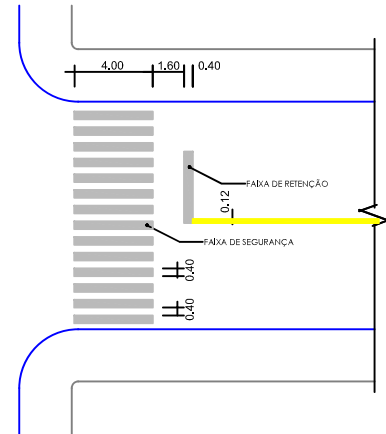 4.00 1.60 0.40
FAIXA DE RETENÇÃO
0.12
FAIXA DE SEGURANÇA
0.40
0.40